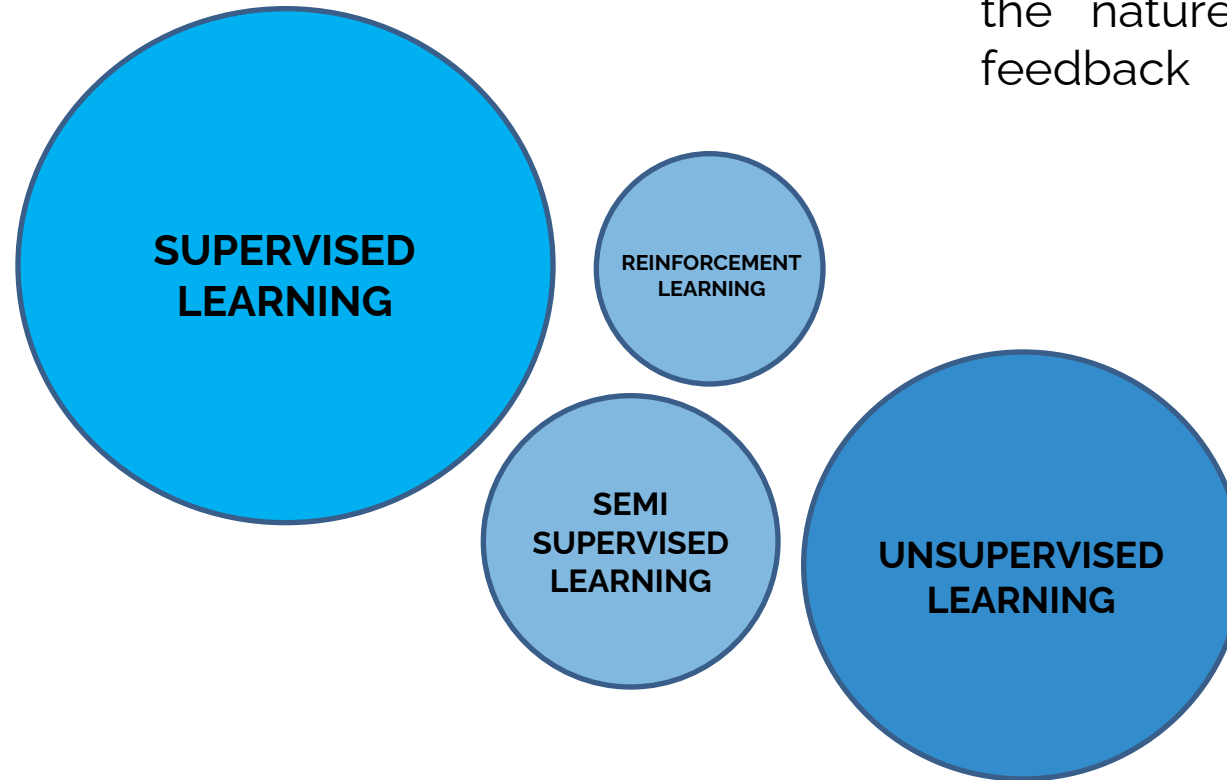 the nature
feedback
SUPERVISED
LEARNING
REINFORCEMENT
LEARNING
SEMI
SUPERVISED
LEARNING
UNSUPERVISED
LEARNING